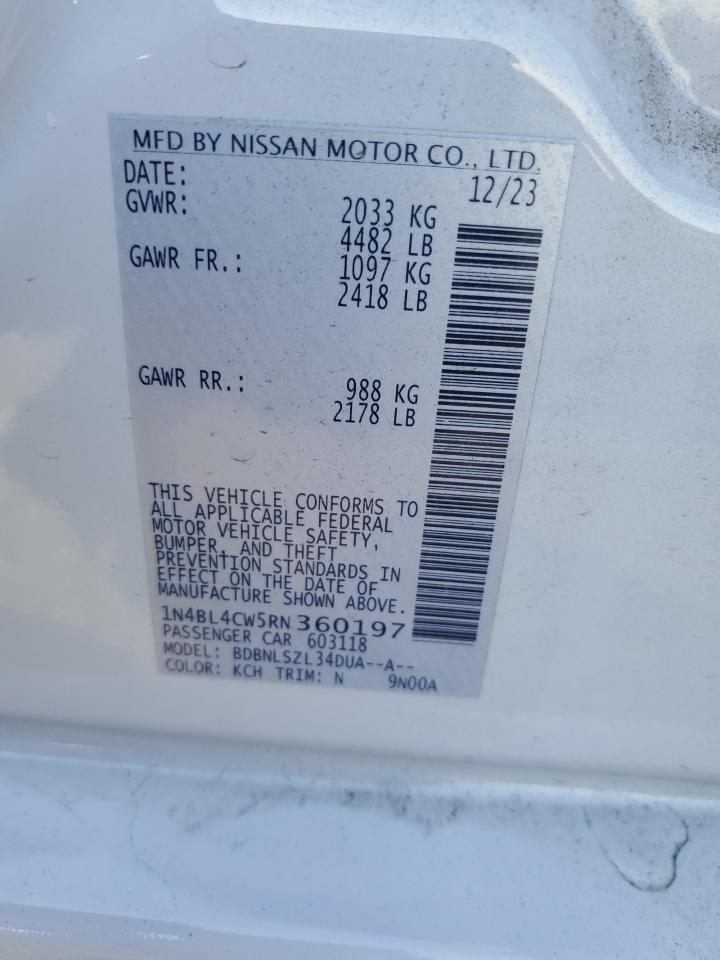 MFD BY NISSAN MOTOR CO., LTD.
DATE: 12/23
GVWR: 2033 KG
4482 LB
GAWR FR.: 1097 KG
2418 LB
GAWR RR.: 988 KG
2178 LB
THIS VEHICLE CONFORMS TO
ALL APPLICABLE FEDERAL
MOTOR VEHICLE SAFETY,
BUMPER, AND THEFT
PREVENTION STANDARDS IN
EFFECT ON THE DATE OF
MANUFACTURE SHOWN ABOVE.
1N4BL4CW5RN360197
PASSENGER CAR 603118
MODEL: BDBNLSZL34DUA--A--
COLOR: KCH TRIM: N 9N00A